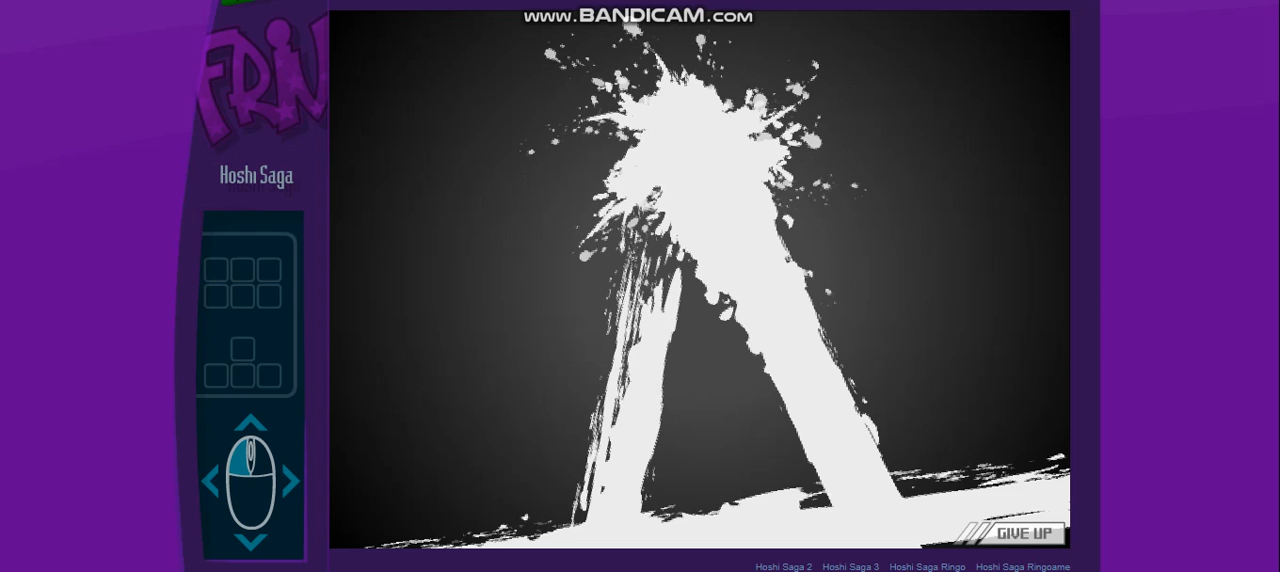 www.BANDICAM.com
FRIV
Hoshi Saga
GIVE UP
Hoshi Saga 2 Hoshi Saga 3 Hoshi Saga Ringo Hoshi Saga Ringoame